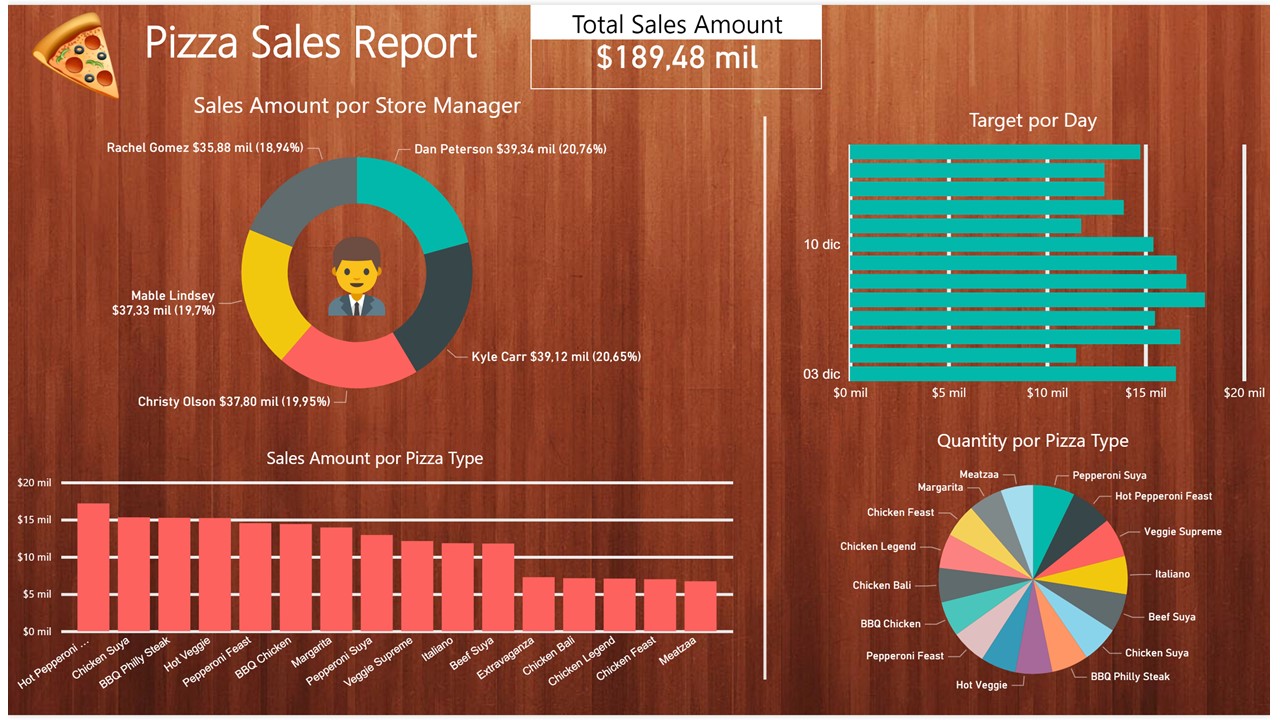 Pizza Sales Report
Total Sales Amount
$189,48 mil
Sales Amount por Store Manager
Rachel Gomez $35,88 mil (18,94%)
Dan Peterson $39,34 mil (20,76%)
Mable Lindsey
$37,33 mil (19,7%)
Kyle Carr $39,12 mil (20,65%)
Christy Olson $37,80 mil (19,95%)
Target por Day
10 dic
03 dic
$0 mil
$5 mil
$10 mil
$15 mil
$20 mil
Sales Amount por Pizza Type
$20 mil
$15 mil
$10 mil
$5 mil
$0 mil
Hot Pepperoni ...
Chicken Suya
BBQ Philly Steak
Hot Veggie
Pepperoni Feast
BBQ Chicken
Margarita
Pepperoni Suya
Veggie Supreme
Italiano
Beef Suya
Extravaganza
Chicken Bali
Chicken Legend
Chicken Feast
Meatzaa
Quantity por Pizza Type
Meatzaa
Pepperoni Suya
Margarita
Hot Pepperoni Feast
Chicken Feast
Veggie Supreme
Chicken Legend
Italiano
Chicken Bali
Beef Suya
BBQ Chicken
Chicken Suya
Pepperoni Feast
BBQ Philly Steak
Hot Veggie